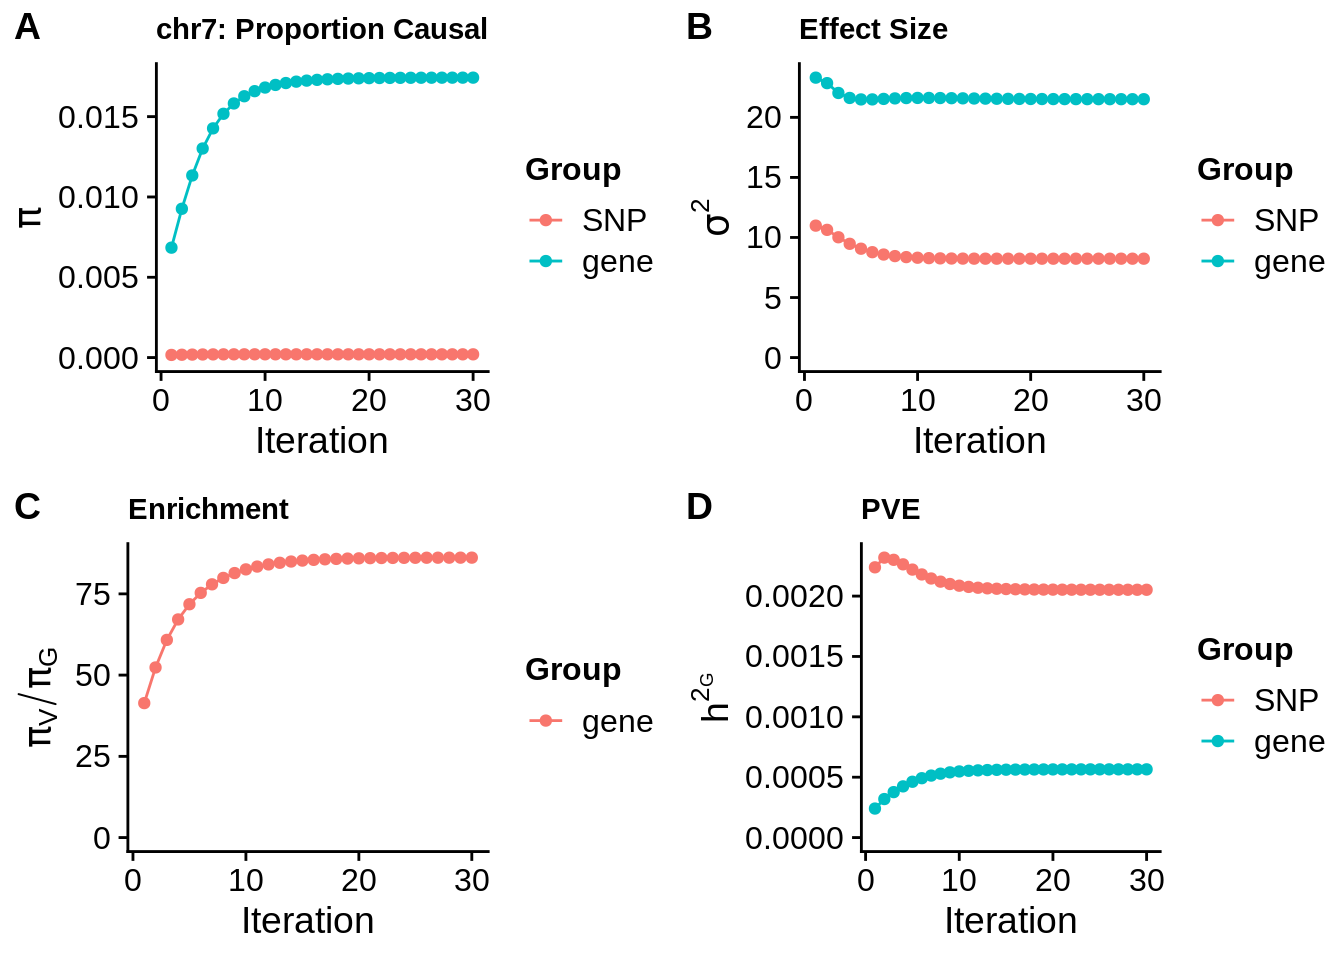 A
chr7: Proportion Causal
π
0.015
0.010
0.005
0.000
0 10 20 30
Iteration
Group
SNP
gene
B
Effect Size
σ²
20
15
10
5
0
0 10 20 30
Iteration
Group
SNP
gene
C
Enrichment
πV/πG
75
50
25
0
0 10 20 30
Iteration
Group
gene
D
PVE
h2G
0.0020
0.0015
0.0010
0.0005
0.0000
0 10 20 30
Iteration
Group
SNP
gene